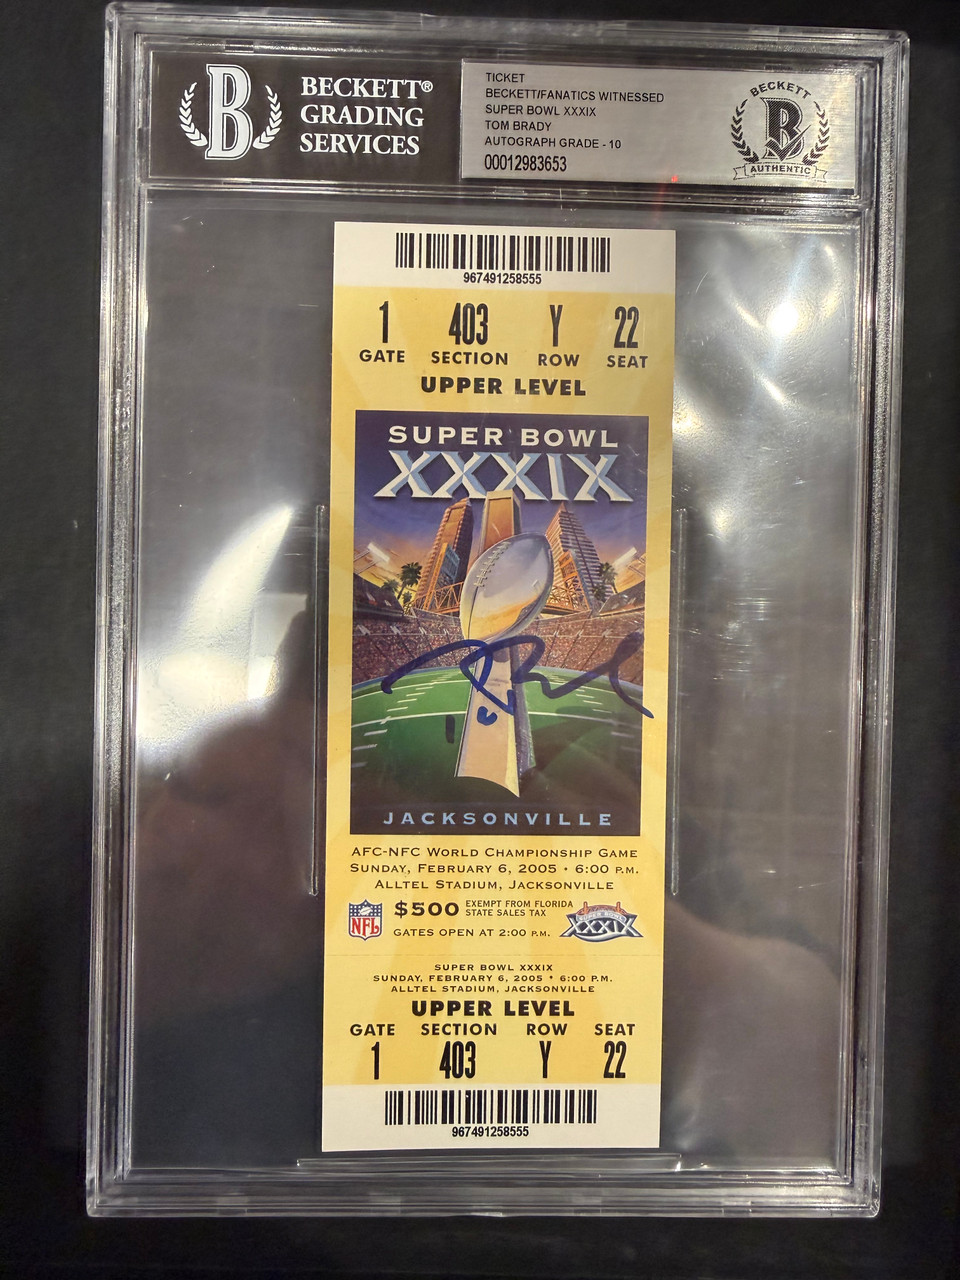 BECKETT®
GRADING
SERVICES
TICKET
BECKETT/FANATICS WITNESSED
SUPER BOWL XXXIX
TOM BRADY
AUTOGRAPH GRADE - 10
00012983653
BECKETT
B
AUTHENTIC
967491258555
1 403 Y 22
GATE SECTION ROW SEAT
UPPER LEVEL
SUPER BOWL
XXXIX
JACKSONVILLE
AFC-NFC WORLD CHAMPIONSHIP GAME
SUNDAY, FEBRUARY 6, 2005 • 6:00 P.M.
ALLTEL STADIUM, JACKSONVILLE
NFL
$500 EXEMPT FROM FLORIDA
STATE SALES TAX
GATES OPEN AT 2:00 P.M.
SUPER BOWL
XXXIX
SUPER BOWL XXXIX
SUNDAY, FEBRUARY 6, 2005 • 6:00 P.M.
ALLTEL STADIUM, JACKSONVILLE
UPPER LEVEL
GATE SECTION ROW SEAT
1 403 Y 22
967491258555